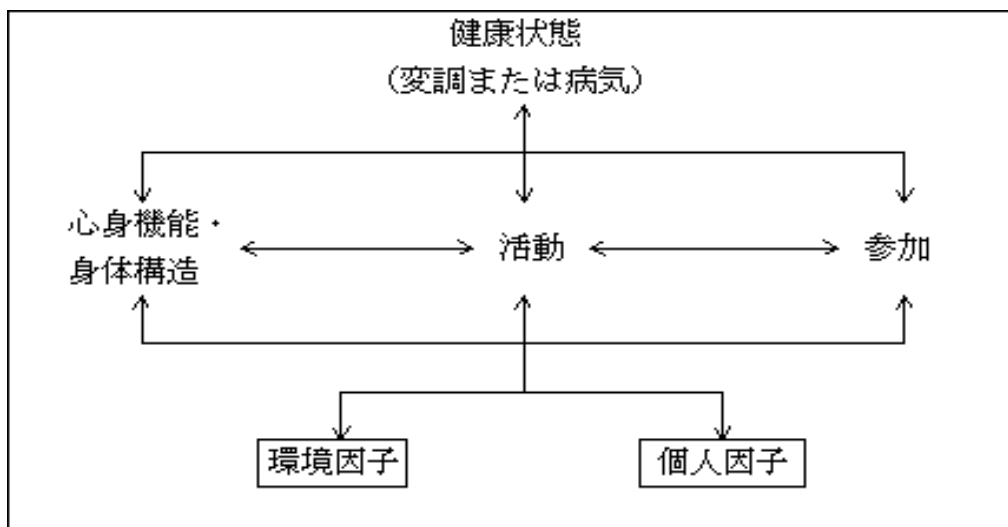 健康状態
(変調または病気)
心身機能・
身体構造
活動
参加
環境因子
個人因子